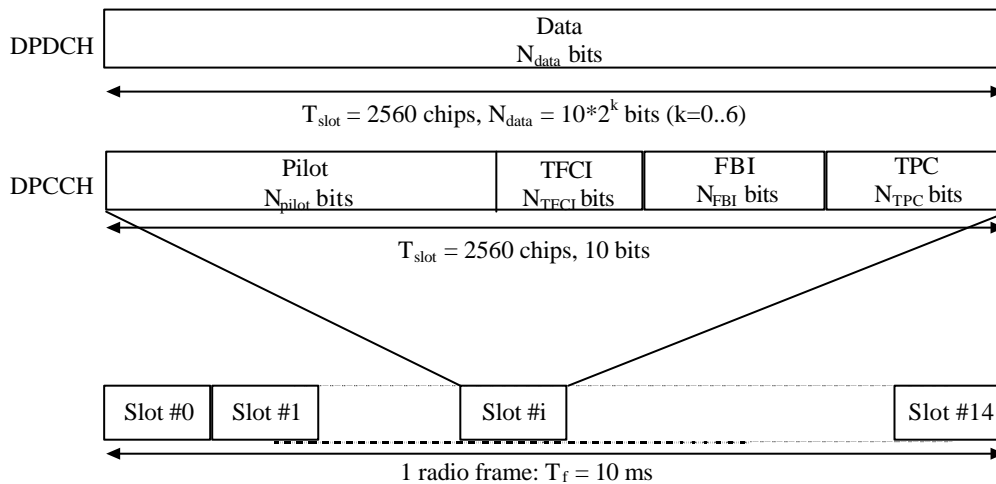 Data
DPDCH
N_data bits
T_slot = 2560 chips, N_data = 10*2^k bits (k=0..6)
Pilot TFCI FBI TPC
DPCCH
N_pilot bits N_TFCI bits N_FBI bits N_TPC bits
T_slot = 2560 chips, 10 bits
Slot #0 Slot #1 Slot #i Slot #14
1 radio frame: T_f = 10 ms